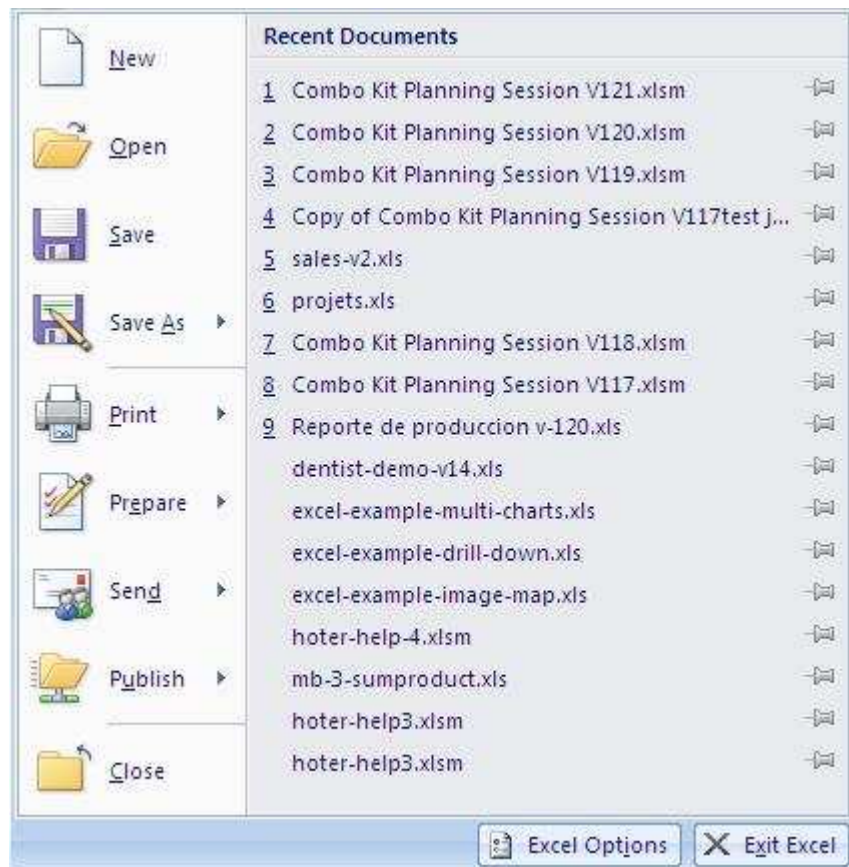 New
Open
Save
Save As
Print
Prepare
Send
Publish
Close
Recent Documents
1 Combo Kit Planning Session V121.xlsm
2 Combo Kit Planning Session V120.xlsm
3 Combo Kit Planning Session V119.xlsm
4 Copy of Combo Kit Planning Session V117test j...
5 sales-v2.xls
6 projets.xls
7 Combo Kit Planning Session V118.xlsm
8 Combo Kit Planning Session V117.xlsm
9 Reporte de produccion v-120.xls
dentist-demo-v14.xls
excel-example-multi-charts.xls
excel-example-drill-down.xls
excel-example-image-map.xls
hoter-help-4.xlsm
mb-3-sumproduct.xls
hoter-help3.xlsm
hoter-help3.xlsm
Excel Options
Exit Excel